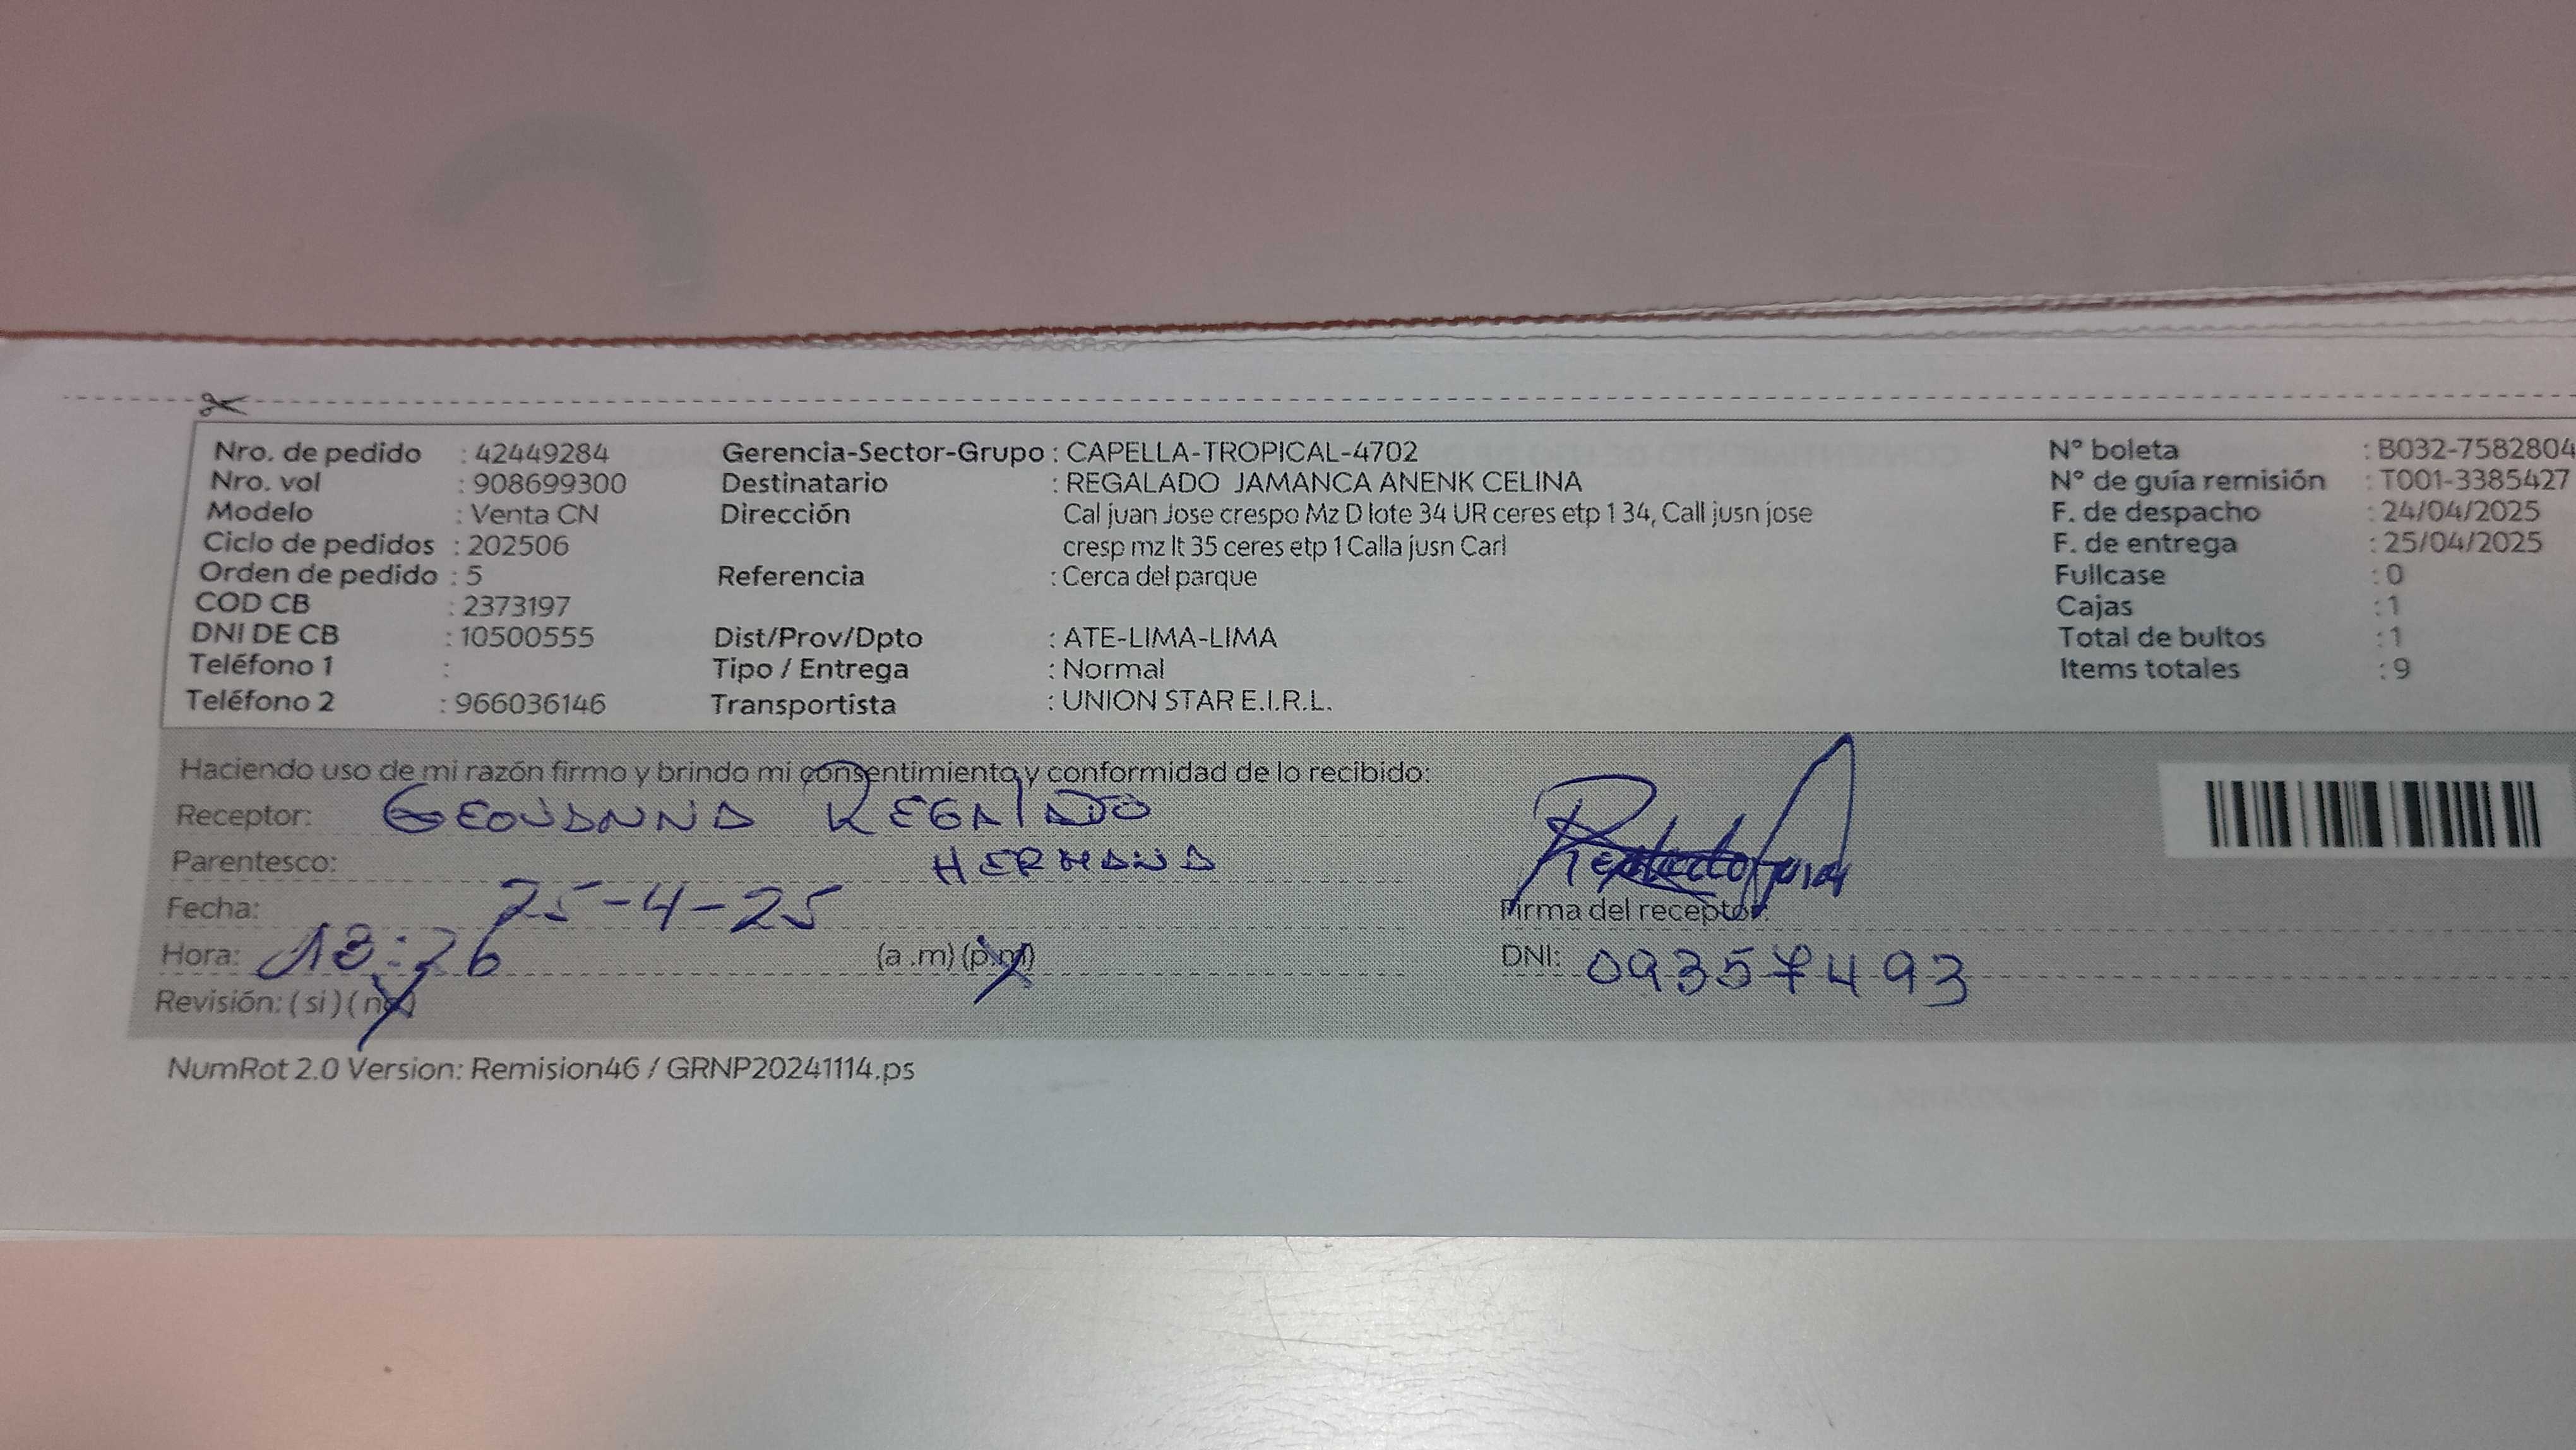 Nro. de pedido : 42449284 Gerencia-Sector-Grupo : CAPELLA-TROPICAL-4702 N° boleta : B032-7582804
Nro. vol : 908699300 Destinatario : REGALADO JAMANCA ANENK CELINA N° de guía remisión : T001-3385427
Modelo : Venta CN Dirección Cal juan Jose crespo Mz D lote 34 UR ceres etp 1 34, Call jusn jose F. de despacho : 24/04/2025
Ciclo de pedidos : 202506 cresp mz lt 35 ceres etp 1 Calla jusn Carl F. de entrega : 25/04/2025
Orden de pedido : 5 Referencia : Cerca del parque Fullcase : 0
COD CB : 2373197 Cajas : 1
DNI DE CB : 10500555 Dist/Prov/Dpto : ATE-LIMA-LIMA Total de bultos : 1
Teléfono 1 : Tipo / Entrega : Normal Items totales : 9
Teléfono 2 : 966036146 Transportista : UNION STAR E.I.R.L.
Haciendo uso de mi razón firmo y brindo mi consentimiento y conformidad de lo recibido:
Receptor: GEOVANNA REGALADO
Parentesco: HERMANA
Fecha: 25-4-25 Firma del receptor:
Hora: 18:26 (a .m) (p.m) DNI: 09357493
Revisión: ( si ) ( no )
NumRot 2.0 Version: Remision46 / GRNP20241114.ps